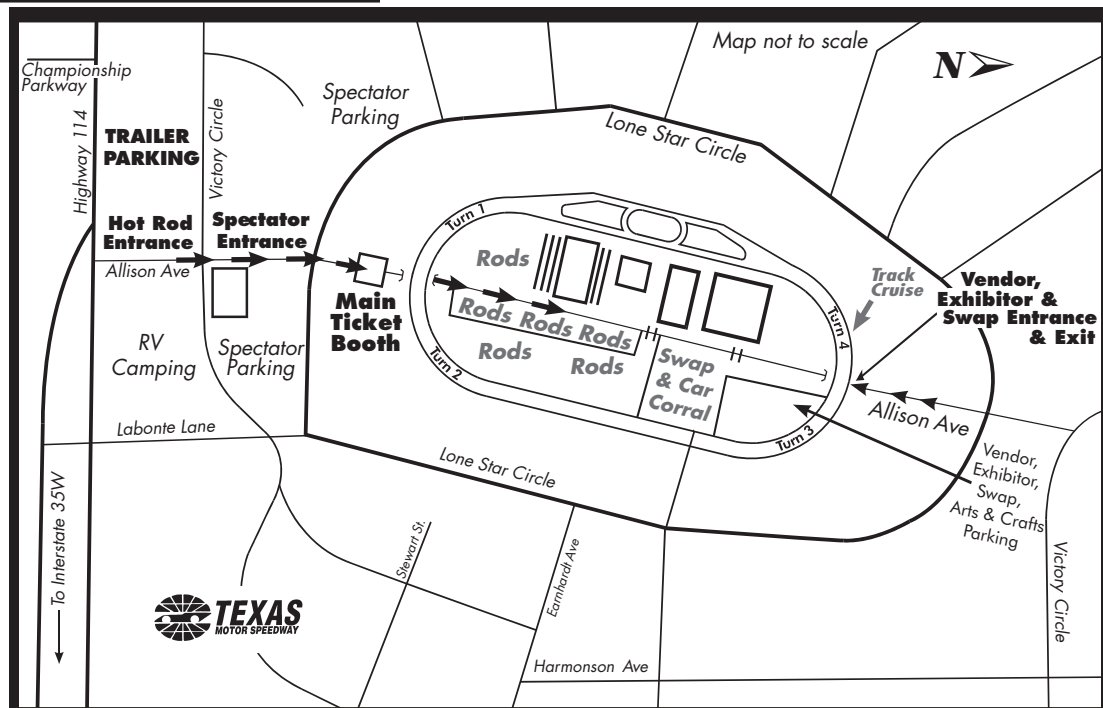 Map not to scale
N
Championship
Parkway
Highway 114
TRAILER
PARKING
Victory Circle
Spectator
Parking
Lone Star Circle
Hot Rod
Entrance
Spectator
Entrance
Allison Ave
Main
Ticket
Booth
Turn 1
Rods
Rods Rods Rods
Rods
Rods
Turn 2
Swap
& Car
Corral
Turn 3
Turn 4
Track
Cruise
Vendor,
Exhibitor &
Swap Entrance
& Exit
Allison Ave
Vendor,
Exhibitor,
Swap,
Arts & Crafts
Parking
RV
Camping
Spectator
Parking
Labonte Lane
Lone Star Circle
To Interstate 35W
Stewart St.
Earnhardt Ave
Victory Circle
TEXAS
MOTOR SPEEDWAY
Harmonson Ave